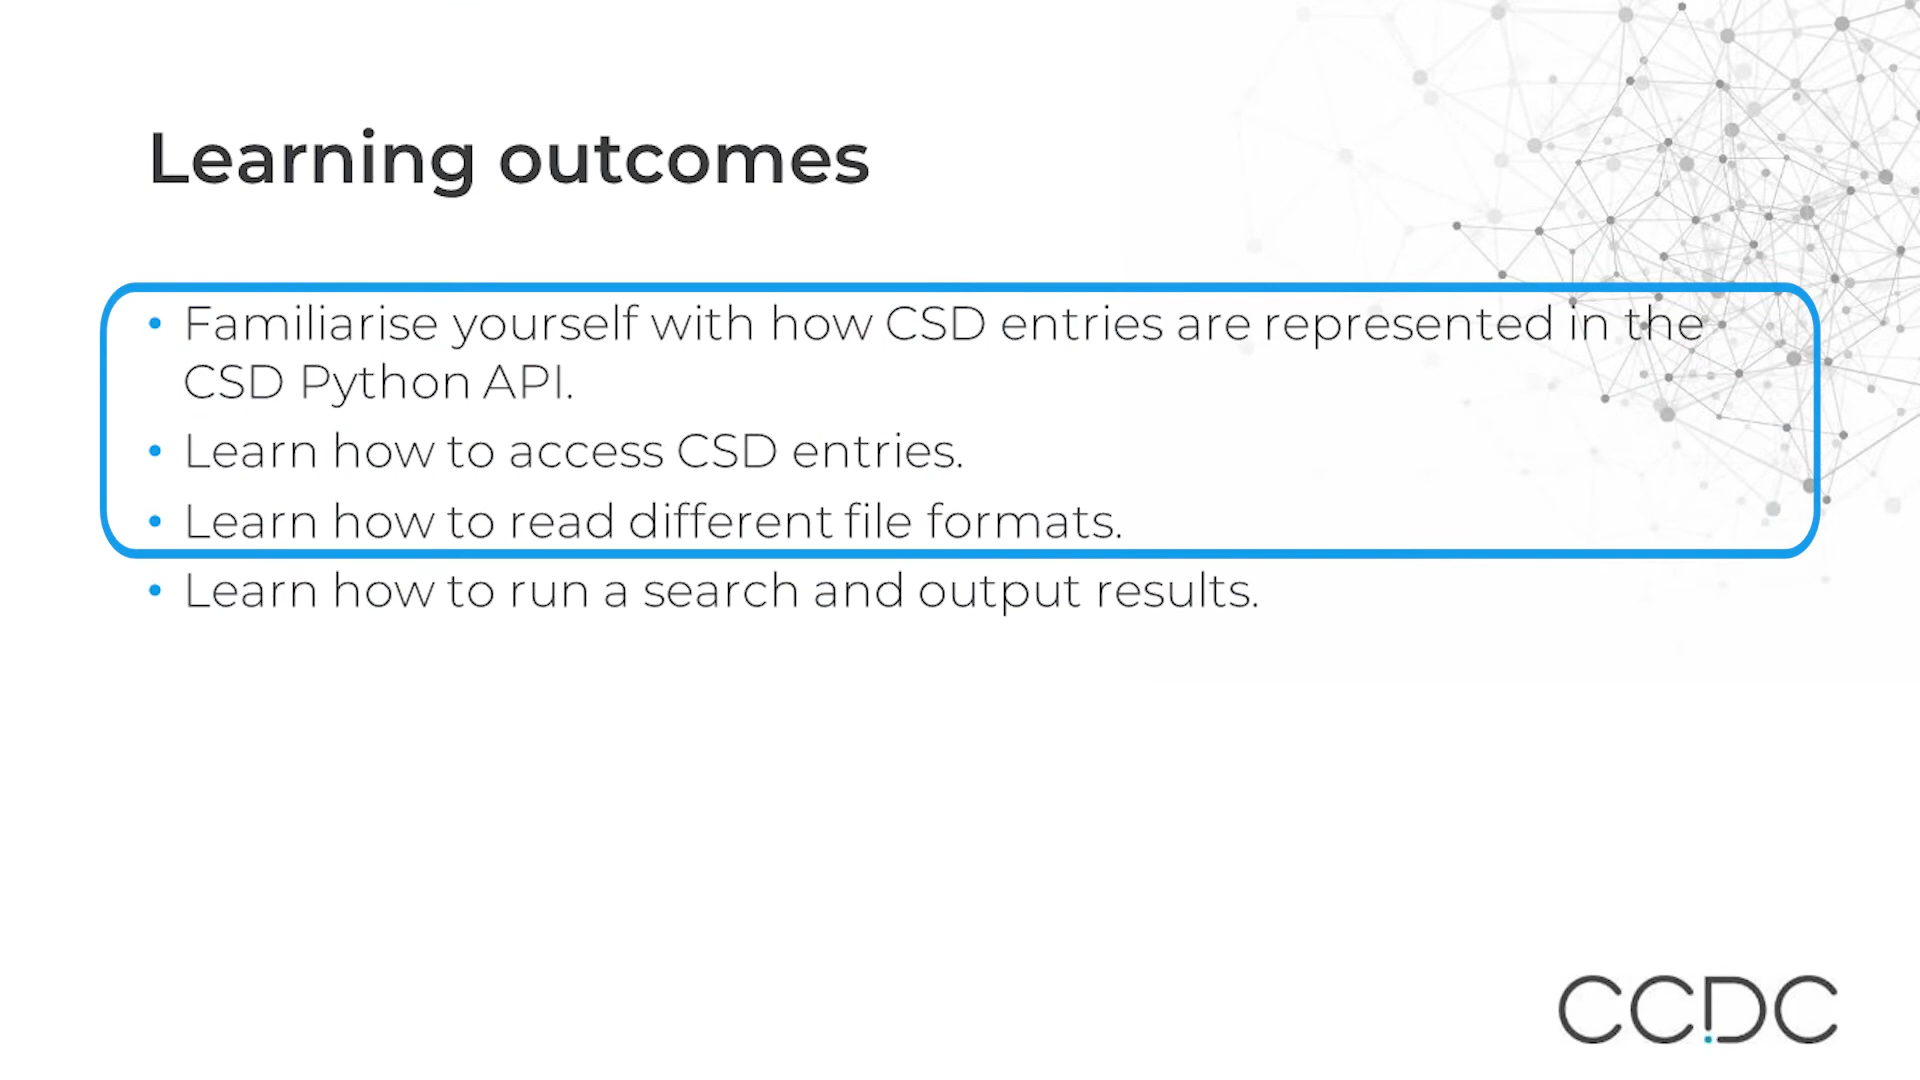 Learning outcomes
• Familiarise yourself with how CSD entries are represented in the
CSD Python API.
• Learn how to access CSD entries.
• Learn how to read different file formats.
• Learn how to run a search and output results.
CCDC